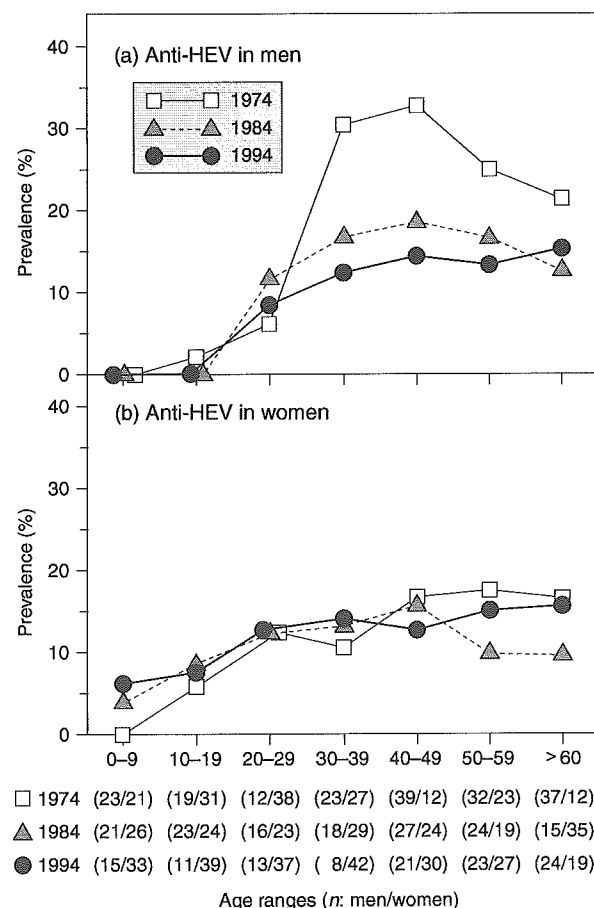 40
(a) Anti-HEV in men
1974
1984
1994
30
20
10
0
Prevalence (%)
40
(b) Anti-HEV in women
30
20
10
0
Prevalence (%)
0–9 10–19 20–29 30–39 40–49 50–59 >60
1974 (23/21) (19/31) (12/38) (23/27) (39/12) (32/23) (37/12)
1984 (21/26) (23/24) (16/23) (18/29) (27/24) (24/19) (15/35)
1994 (15/33) (11/39) (13/37) ( 8/42) (21/30) (23/27) (24/19)
Age ranges (n: men/women)